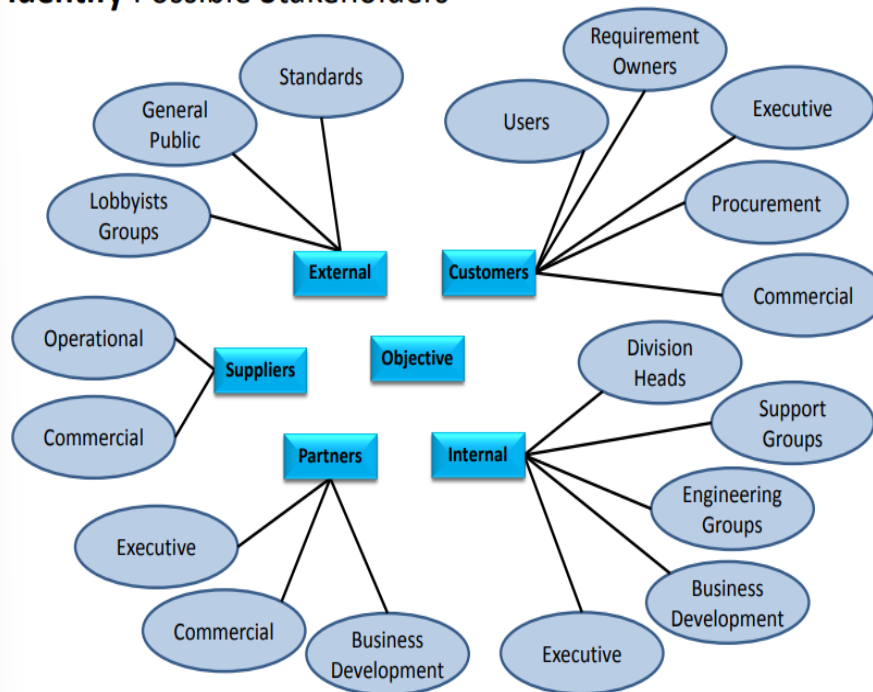 Identify Possible Stakeholders
Standards
General
Public
Lobbyists
Groups
External
Requirement
Owners
Users
Executive
Procurement
Commercial
Customers
Operational
Commercial
Suppliers
Objective
Division
Heads
Support
Groups
Engineering
Groups
Business
Development
Executive
Internal
Partners
Executive
Commercial
Business
Development